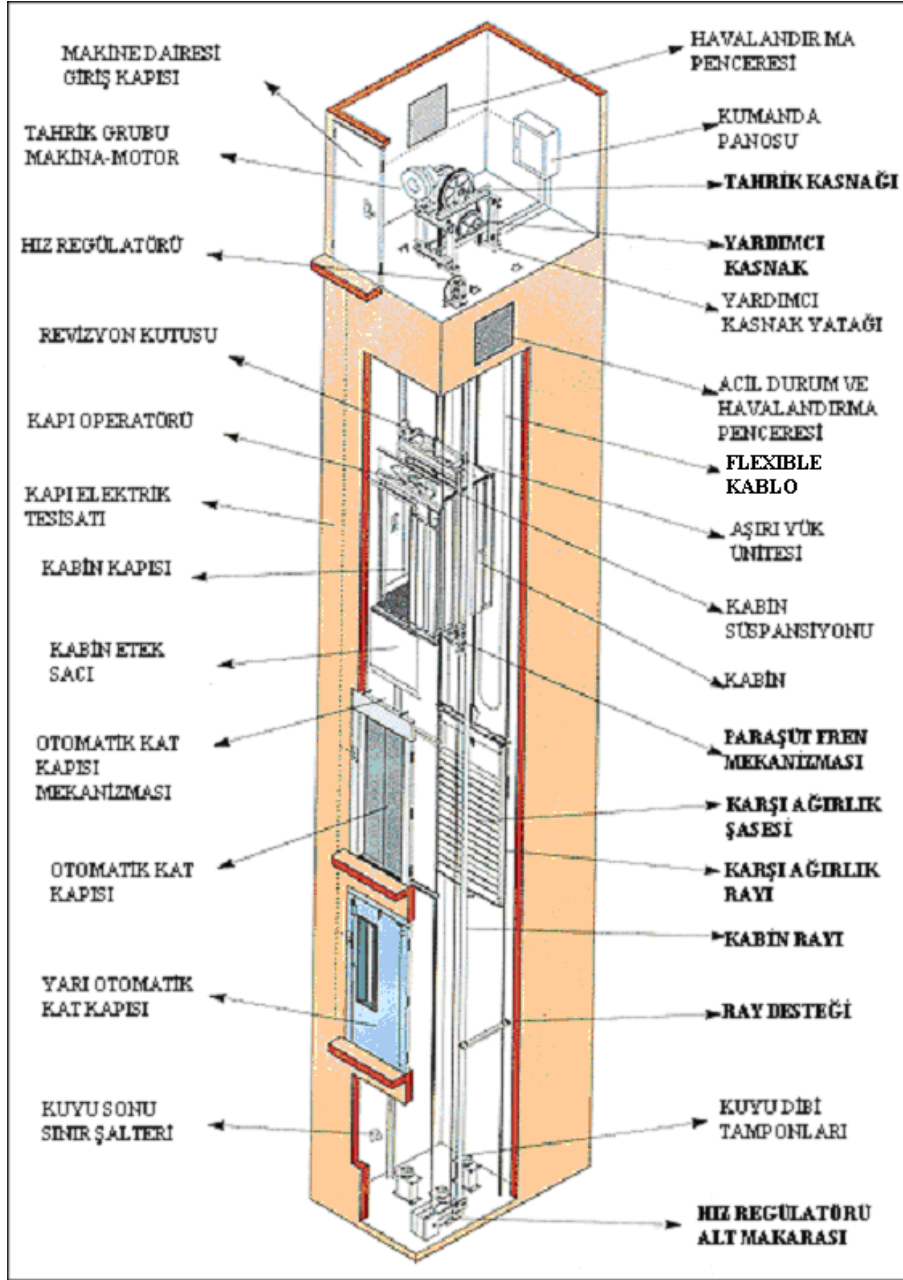 MAKİNE DAİRESİ
GİRİŞ KAPISI
TAHRİK GRUBU
MAKİNA-MOTOR
HIZ REGÜLATÖRÜ
REVİZYON KUTUSU
KAPI OPERATÖRÜ
KAPI ELEKTRİK
TESİSATI
KABİN KAPISI
KABİN ETEK
SACI
OTOMATİK KAT
KAPISI
MEKANİZMASI
OTOMATİK KAT
KAPISI
YARI OTOMATİK
KAT KAPISI
KUYU SONU
SINIR ŞALTERİ
HAVALANDIRMA
PENCERESİ
KUMANDA
PANOSU
TAHRİK KASNAĞI
YARDIMCI
KASNAK
YARDIMCI
KASNAK YATAĞI
ACİL DURUM VE
HAVALANDIRMA
PENCERESİ
FLEXIBLE
KABLO
AŞIRI YÜK
ÜNİTESİ
KABİN
SÜSPANSİYONU
KABİN
PARAŞÜT FREN
MEKANİZMASI
KARŞI AĞIRLIK
ŞASESİ
KARŞI AĞIRLIK
RAYI
KABİN RAYI
RAY DESTEĞİ
KUYU DİBİ
TAMPONLARI
HIZ REGÜLATÖRÜ
ALT MAKARASI